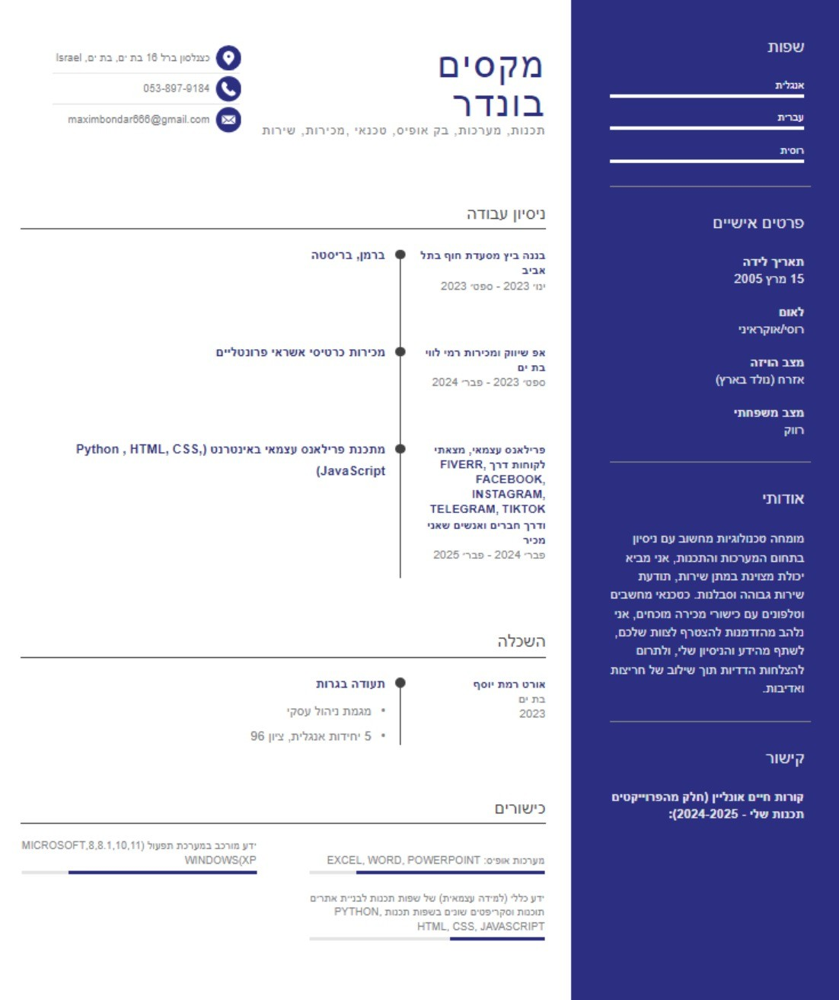 שפות
אנגלית
עברית
רוסית
פרטים אישיים
תאריך לידה
15 מרץ 2005
לאום
רוסי/אוקראיני
מצב הויזה
אזרח (נולד בארץ)
מצב משפחתי
רווק
אודותי
מומחה טכנולוגיות מחשוב עם ניסיון
בתחום המערכות והתכנות, אני מביא
יכולת מצוינת במתן שירות, תודעת
שירות גבוהה וסבלנות. כטכנאי מחשבים
וטלפונים עם כישורי מכירה מוכחים, אני
נלהב מהזדמנות להצטרף לצוות שלכם,
לשתף מהידע והניסיון שלי, ולתרום
להצלחות הדדיות תוך שילוב של חריצות
ואדיבות.
קישור
קורות חיים אונליין (חלק מהפרוייקטים
תכנות שלי - 2024-2025):
מקסים
בונדר
תכנות, מערכות, בק אופיס, טכנאי ,מכירות, שירות
כצנלסון ברל 16 בת ים, בת ים, Israel
053-897-9184
maximbondar666@gmail.com
ניסיון עבודה
בננה ביץ מסעדת חוף בתל
אביב
ינו׳ 2023 - ספט׳ 2023
ברמן, בריסטה
אפ שיווק ומכירות רמי לווי
בת ים
ספט׳ 2023 - פבר׳ 2024
מכירות כרטיסי אשראי פרונטליים
פרילאנס עצמאי, מצאתי
לקוחות דרך FIVERR,
FACEBOOK,
INSTAGRAM,
TELEGRAM, TIKTOK
ודרך חברים ואנשים שאני
מכיר
פבר׳ 2024 - פבר׳ 2025
מתכנת פרילאנס עצמאי באינטרנט (Python , HTML, CSS,
JavaScript)
השכלה
אורט רמת יוסף
בת ים
2023
תעודה בגרות
• מגמת ניהול עסקי
• 5 יחידות אנגלית, ציון 96
כישורים
מערכות אופיס: EXCEL, WORD, POWERPOINT
ידע מורכב במערכת תפעול (MICROSOFT,8,8.1,10,11
WINDOWS(XP
ידע כללי (למידה עצמאית) של שפות תכנות לבניית אתרים
תוכנות וסקריפטים שונים בשפות תכנות PYTHON,
HTML, CSS, JAVASCRIPT